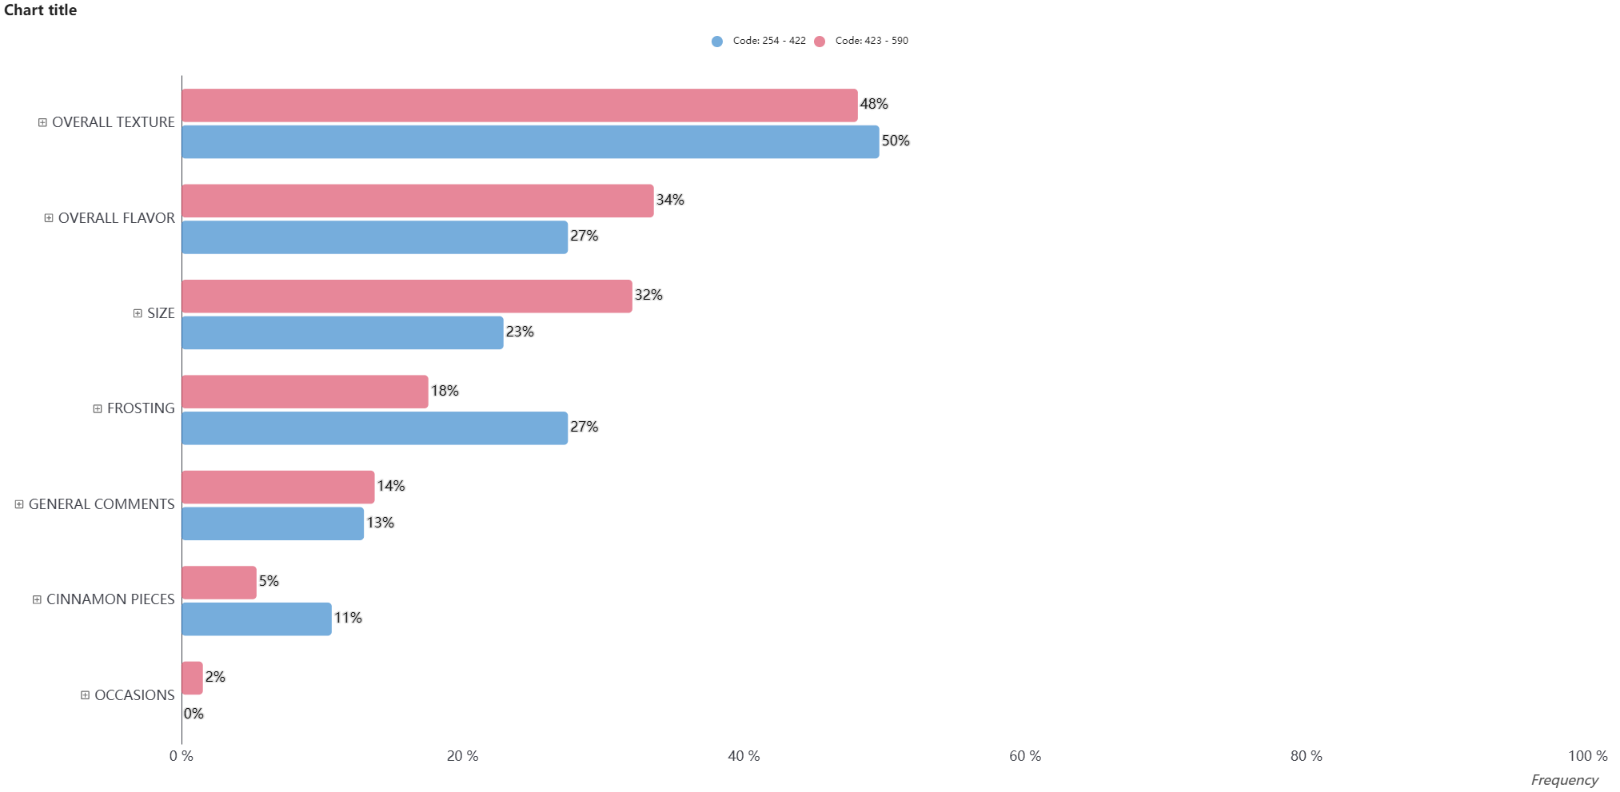 Chart title
Code: 254 - 422 Code: 423 - 590
48%
OVERALL TEXTURE
50%
34%
OVERALL FLAVOR
27%
32%
SIZE
23%
18%
FROSTING
27%
14%
GENERAL COMMENTS
13%
5%
CINNAMON PIECES
11%
2%
OCCASIONS
0%
0 % 20 % 40 % 60 % 80 % 100 %
Frequency